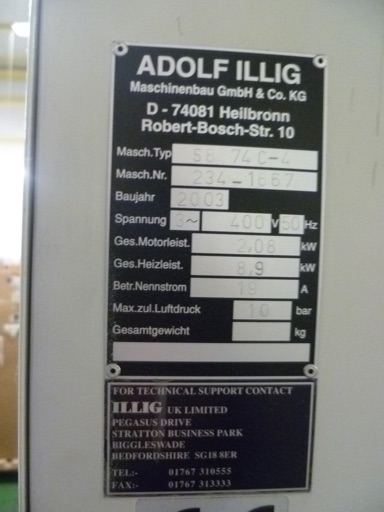 ADOLF ILLIG
Maschinenbau GmbH & Co. KG
D - 74081 Heilbronn
Robert-Bosch-Str. 10
Masch.Typ SB 74C-4
Masch.Nr. 234-1667
Baujahr 2003
Spannung 3~ 400 V 50 Hz
Ges.Motorleist. 2,08 kW
Ges.Heizleist. 8,9 kW
Betr.Nennstrom 19 A
Max.zul.Luftdruck 10 bar
Gesamtgewicht kg
FOR TECHNICAL SUPPORT CONTACT
ILLIG UK LIMITED
PEGASUS DRIVE
STRATTON BUSINESS PARK
BIGGLESWADE
BEDFORDSHIRE SG18 8ER
TEL:- 01767 310555
FAX:- 01767 313333